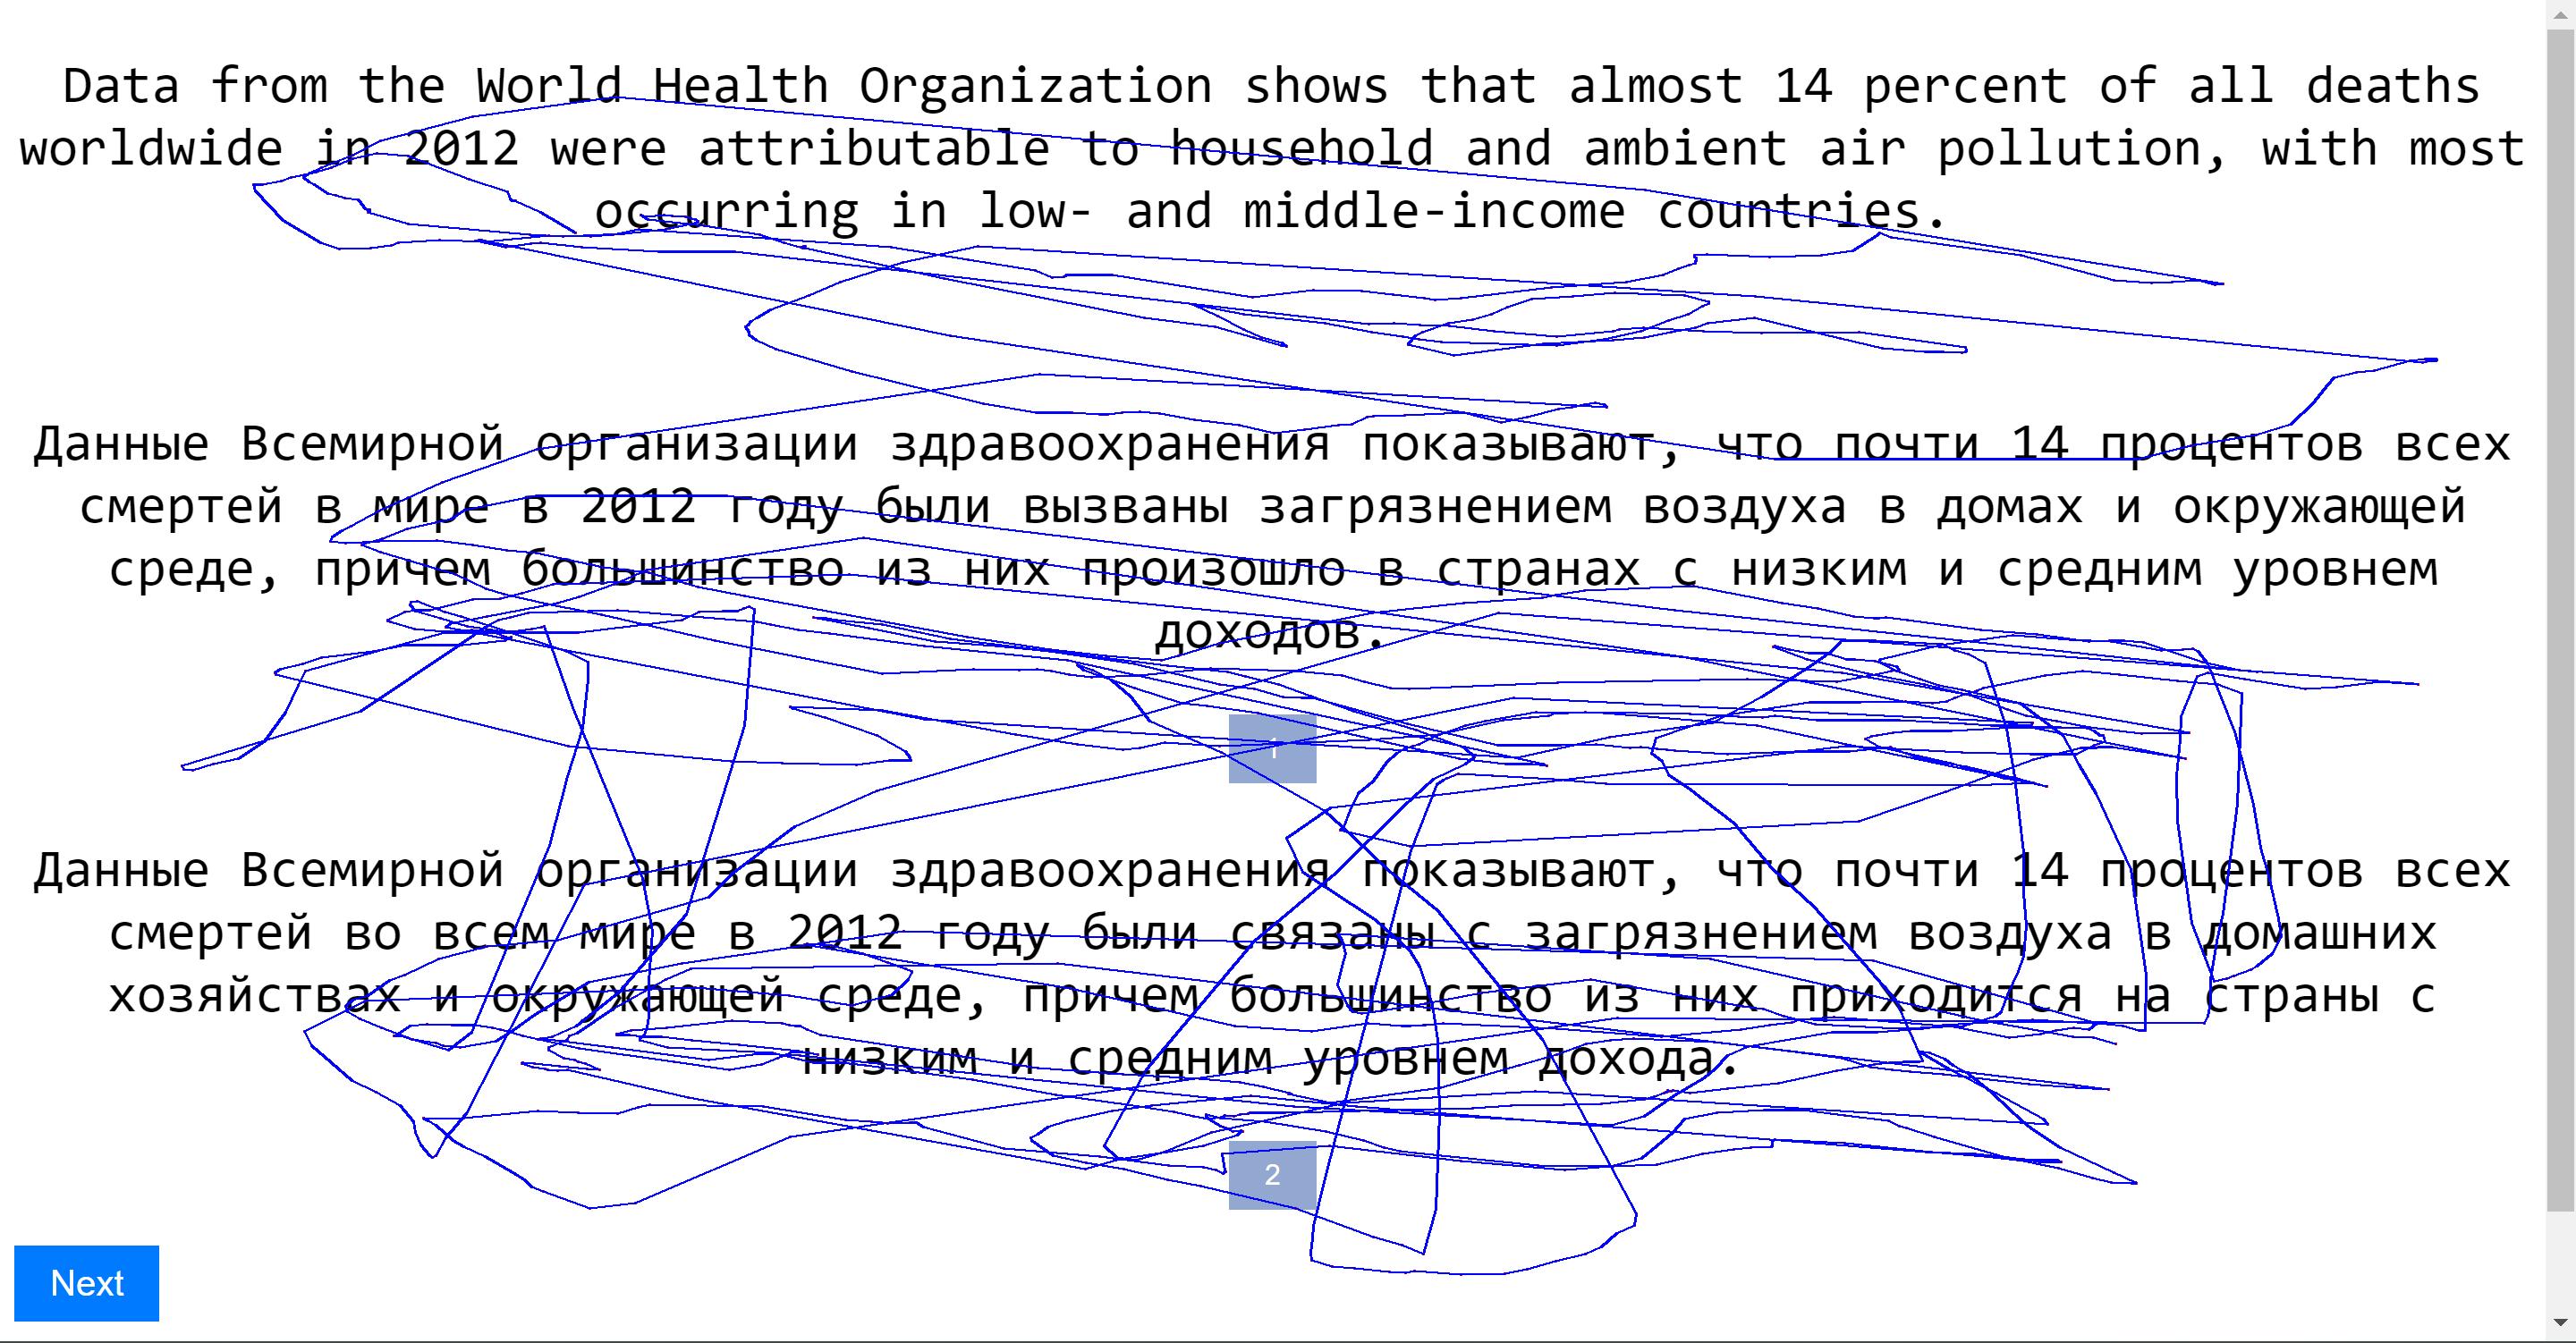 Data from the World Health Organization shows that almost 14 percent of all deaths
worldwide in 2012 were attributable to household and ambient air pollution, with most
occurring in low- and middle-income countries.
Данные Всемирной организации здравоохранения показывают, что почти 14 процентов всех
смертей в мире в 2012 году были вызваны загрязнением воздуха в домах и окружающей
среде, причем большинство из них произошло в странах с низким и средним уровнем
доходов.
1
Данные Всемирной организации здравоохранения показывают, что почти 14 процентов всех
смертей во всем мире в 2012 году были связаны с загрязнением воздуха в домашних
хозяйствах и окружающей среде, причем большинство из них приходится на страны с
низким и средним уровнем дохода.
2
Next